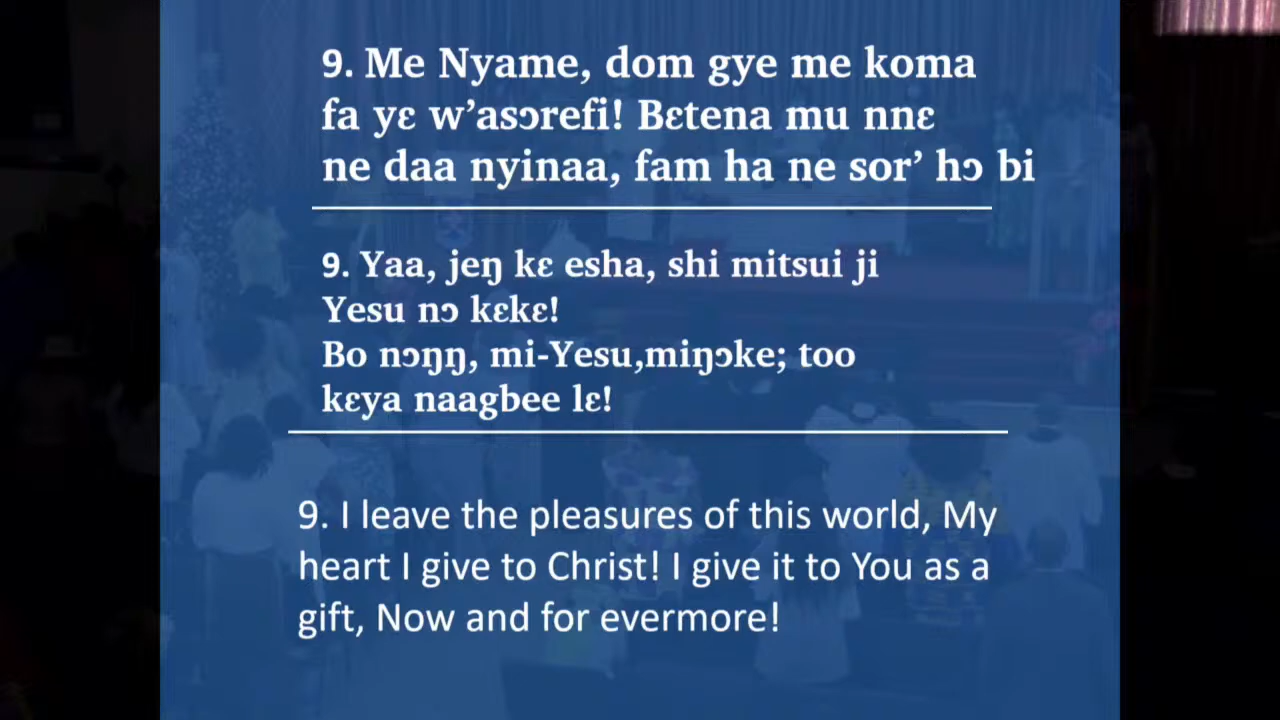 9. Me Nyame, dom gye me koma
fa yɛ w’asɔrefi! Bɛtena mu nnɛ
ne daa nyinaa, fam ha ne sor’ hɔ bi
9. Yaa, jeŋ kɛ esha, shi mitsui ji
Yesu nɔ kɛkɛ!
Bo nɔŋŋ, mi-Yesu,miŋɔke; too
kɛya naagbee lɛ!
9. I leave the pleasures of this world, My
heart I give to Christ! I give it to You as a
gift, Now and for evermore!